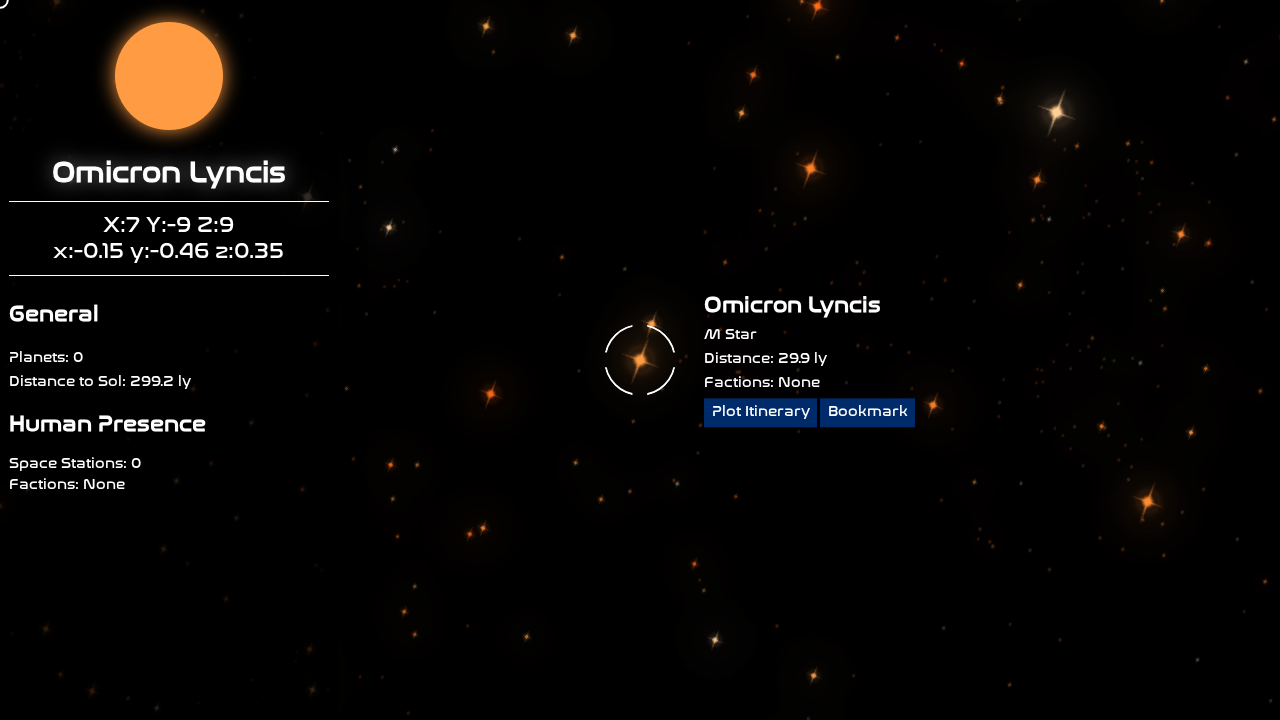 Omicron Lyncis
X:7 Y:-9 Z:9
x:-0.15 y:-0.46 z:0.35
General
Planets: 0
Distance to Sol: 299.2 ly
Human Presence
Space Stations: 0
Factions: None
Omicron Lyncis
M Star
Distance: 29.9 ly
Factions: None
Plot Itinerary Bookmark